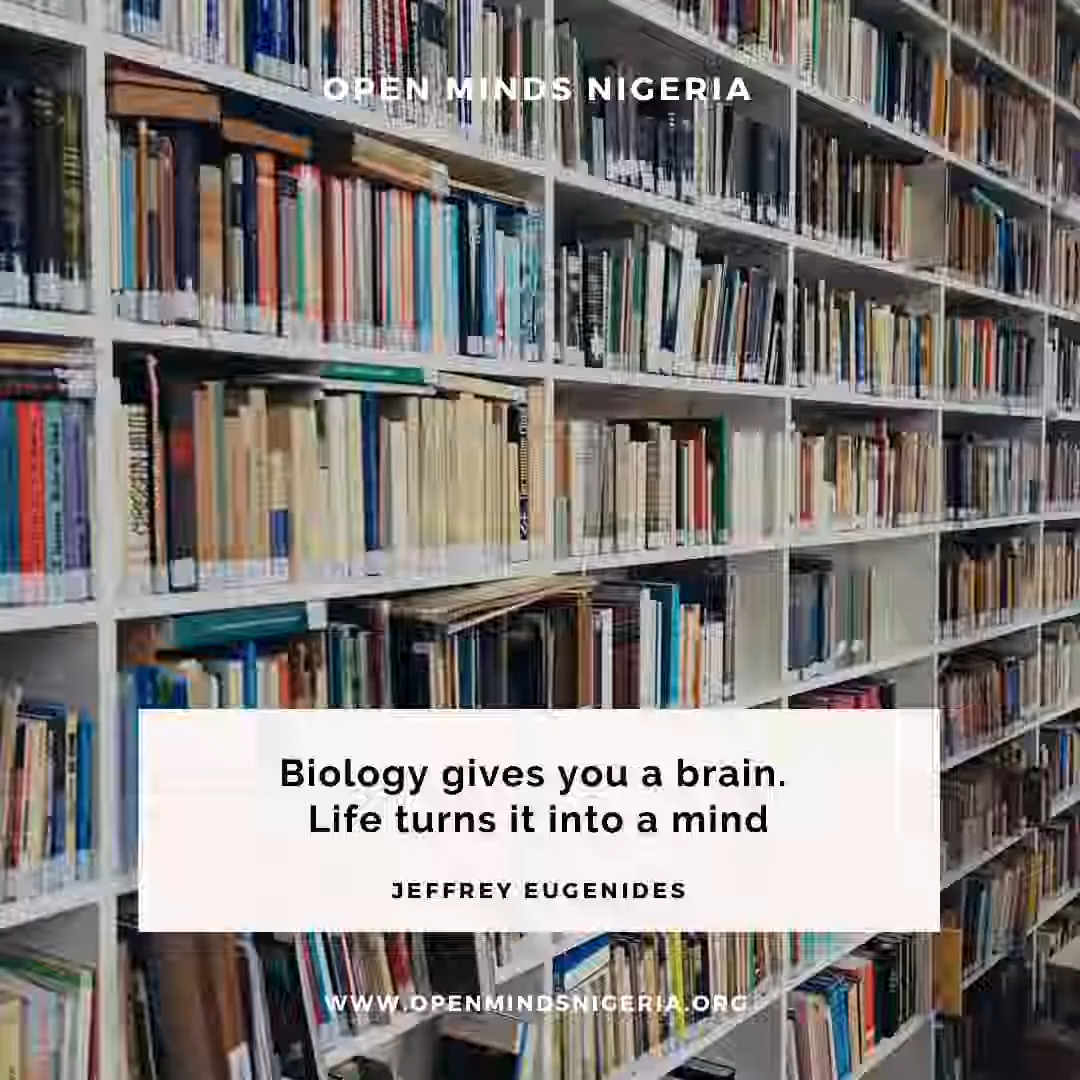 OPEN MINDS NIGERIA
Biology gives you a brain.
Life turns it into a mind
JEFFREY EUGENIDES
WWW.OPENMINDSNIGERIA.ORG